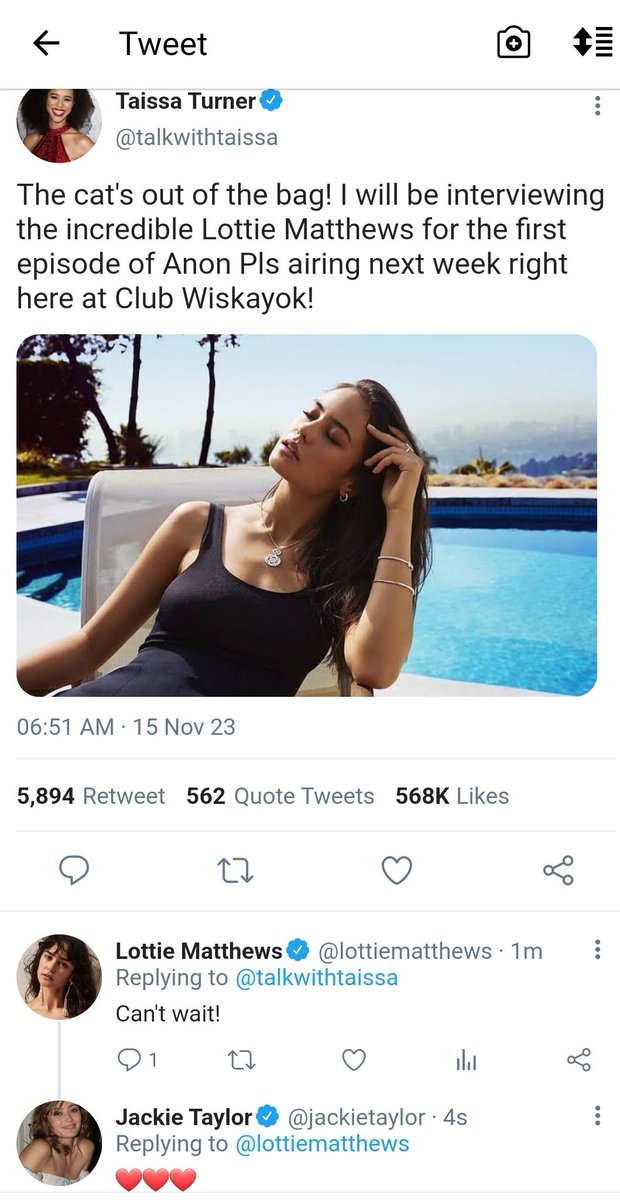 Tweet
Taissa Turner
@talkwithtaissa
The cat's out of the bag! I will be interviewing
the incredible Lottie Matthews for the first
episode of Anon Pls airing next week right
here at Club Wiskayok!
06:51 AM · 15 Nov 23
5,894 Retweet 562 Quote Tweets 568K Likes
Lottie Matthews @lottiematthews · 1m
Replying to @talkwithtaissa
Can't wait!
1
Jackie Taylor @jackietaylor · 4s
Replying to @lottiematthews
❤️❤️❤️